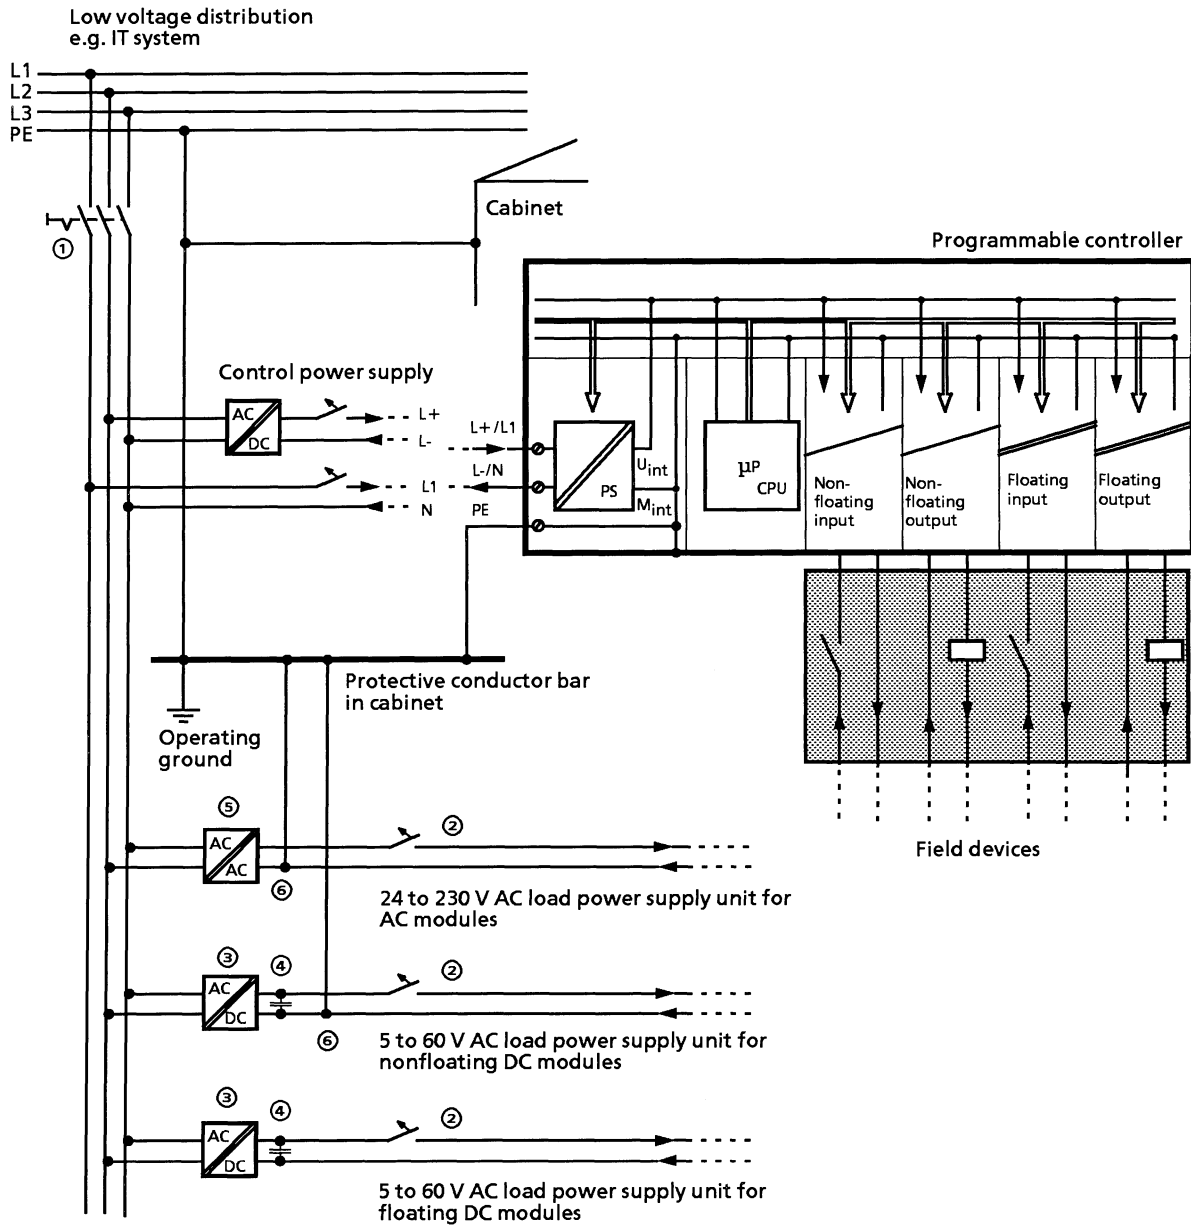 Low voltage distribution
e.g. IT system
L1
L2
L3
PE
Cabinet
①
Programmable controller
Control power supply
AC
DC
L+
L-
L1
N
L+/L1
L-/N
PE
PS
Uint
Mint
µP
CPU
Non-
floating
input
Non-
floating
output
Floating
input
Floating
output
Protective conductor bar
in cabinet
Operating
ground
Field devices
⑤
②
AC
AC
⑥
24 to 230 V AC load power supply unit for
AC modules
③
④
②
AC
DC
⑥
5 to 60 V AC load power supply unit for
nonfloating DC modules
③
④
②
AC
DC
5 to 60 V AC load power supply unit for
floating DC modules